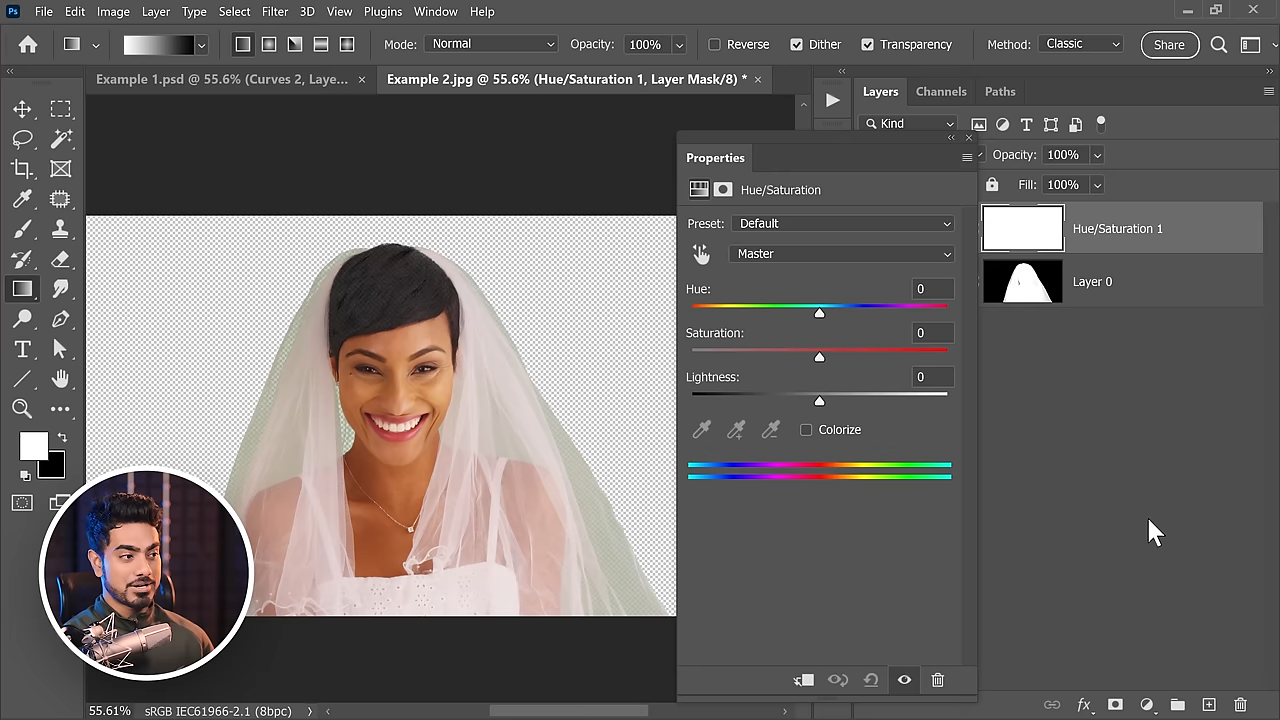 Ps File Edit Image Layer Type Select Filter 3D View Plugins Window Help
Mode: Normal Opacity: 100% Reverse Dither Transparency Method: Classic Share
Example 1.psd @ 55.6% (Curves 2, Laye... × Example 2.jpg @ 55.6% (Hue/Saturation 1, Layer Mask/8) * ×
Layers Channels Paths
Kind
Opacity: 100%
Fill: 100%
Properties
Hue/Saturation
Preset: Default
Master
Hue: 0
Saturation: 0
Lightness: 0
Colorize
Hue/Saturation 1
Layer 0
55.61% sRGB IEC61966-2.1 (8bpc)
fx